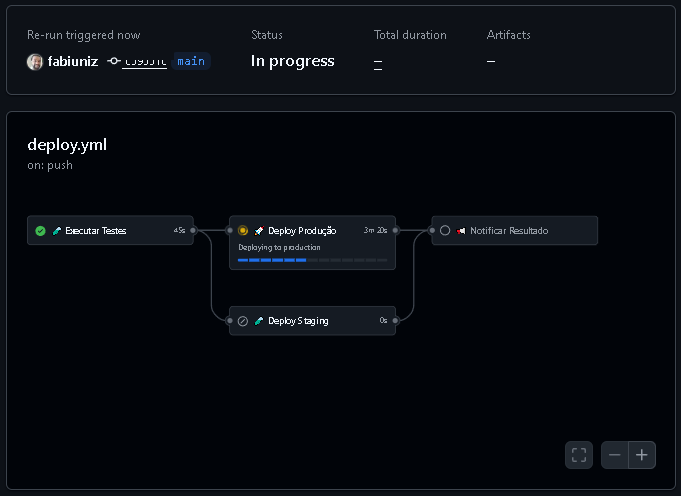 Re-run triggered now
fabiuniz main
Status
In progress
Total duration
–
Artifacts
–
deploy.yml
on: push
Executar Testes 45s
Deploy Produção 3m 20s
Deploying to production
Notificar Resultado
Deploy Staging 0s